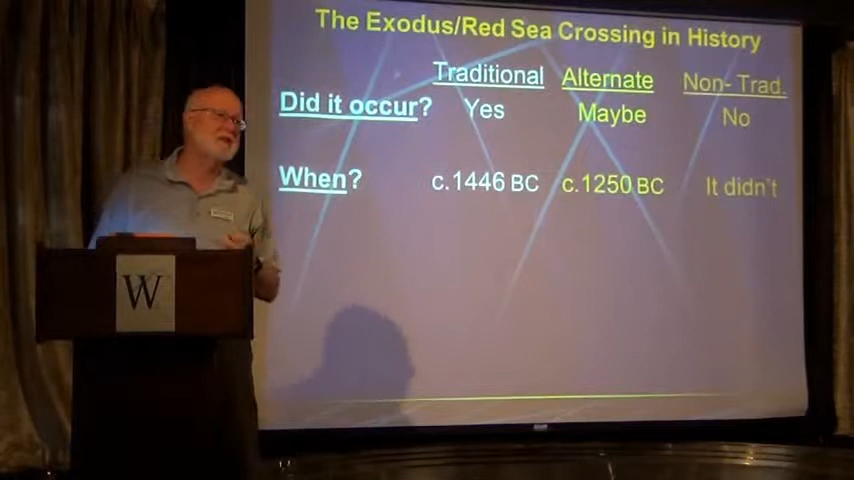 The Exodus/Red Sea Crossing in History
Traditional Alternate Non- Trad.
Did it occur? Yes Maybe No
When? c.1446 BC c.1250 BC It didn't
W